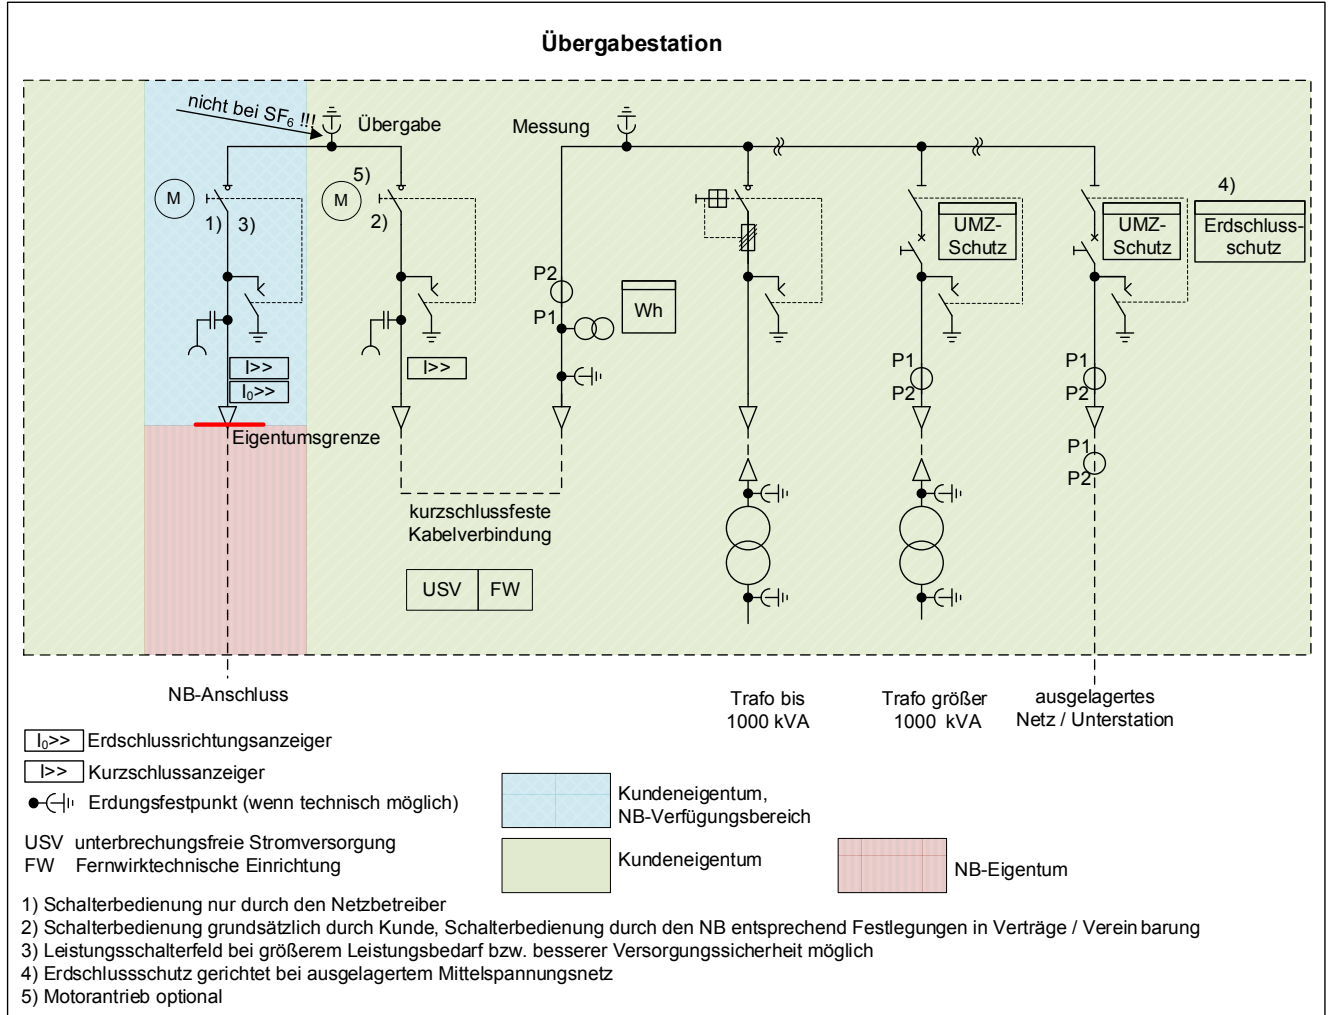 Übergabestation
nicht bei SF₆ !!!
Übergabe
Messung
M
1)
3)
5)
M
2)
4)
UMZ-
Schutz
UMZ-
Schutz
Erdschluss-
schutz
P2
P1
Wh
I>>
I₀>>
I>>
P1
P2
P1
P2
Eigentumsgrenze
P1
P2
kurzschlussfeste
Kabelverbindung
USV
FW
NB-Anschluss
Trafo bis
1000 kVA
Trafo größer
1000 kVA
ausgelagertes
Netz / Unterstation
I₀>> Erdschlussrichtungsanzeiger
I>> Kurzschlussanzeiger
Erdungsfestpunkt (wenn technisch möglich)
USV unterbrechungsfreie Stromversorgung
FW Fernwirktechnische Einrichtung
Kundeneigentum,
NB-Verfügungsbereich
Kundeneigentum
NB-Eigentum
1) Schalterbedienung nur durch den Netzbetreiber
2) Schalterbedienung grundsätzlich durch Kunde, Schalterbedienung durch den NB entsprechend Festlegungen in Verträge / Verein barung
3) Leistungsschalterfeld bei größerem Leistungsbedarf bzw. besserer Versorgungssicherheit möglich
4) Erdschlussschutz gerichtet bei ausgelagertem Mittelspannungsnetz
5) Motorantrieb optional